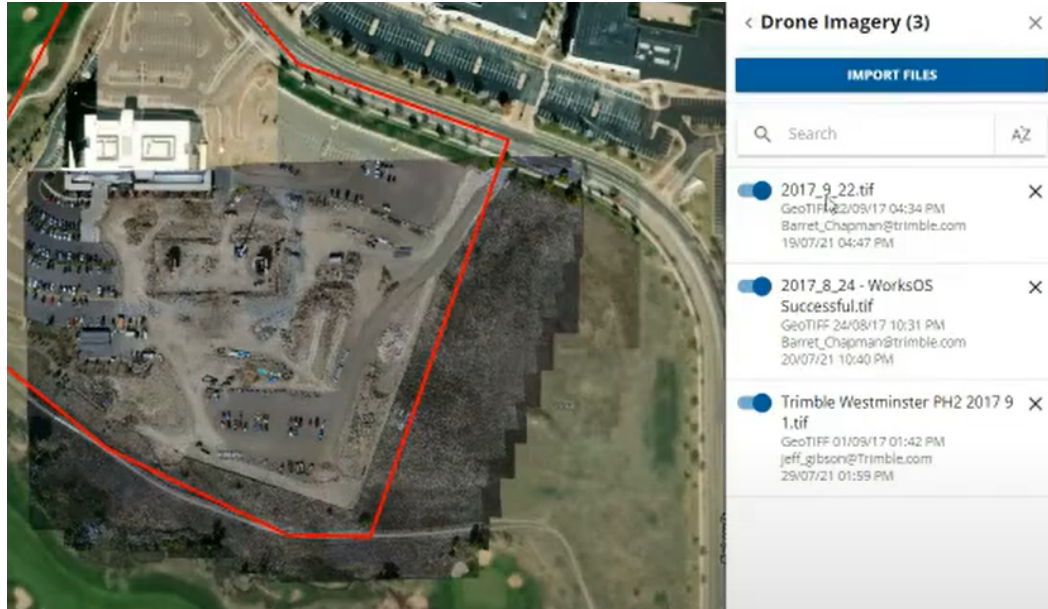 Drone Imagery (3)
IMPORT FILES
Search
AZ
2017_9_22.tif
GeoTIFF 22/09/17 04:34 PM
Barret_Chapman@trimble.com
19/07/21 04:47 PM
2017_8_24 - WorksOS
Successful.tif
GeoTIFF 24/08/17 10:31 PM
Barret_Chapman@trimble.com
20/07/21 10:40 PM
Trimble Westminster PH2 2017 9
1.tif
GeoTIFF 01/09/17 01:42 PM
jeff_gibson@Trimble.com
29/07/21 01:59 PM